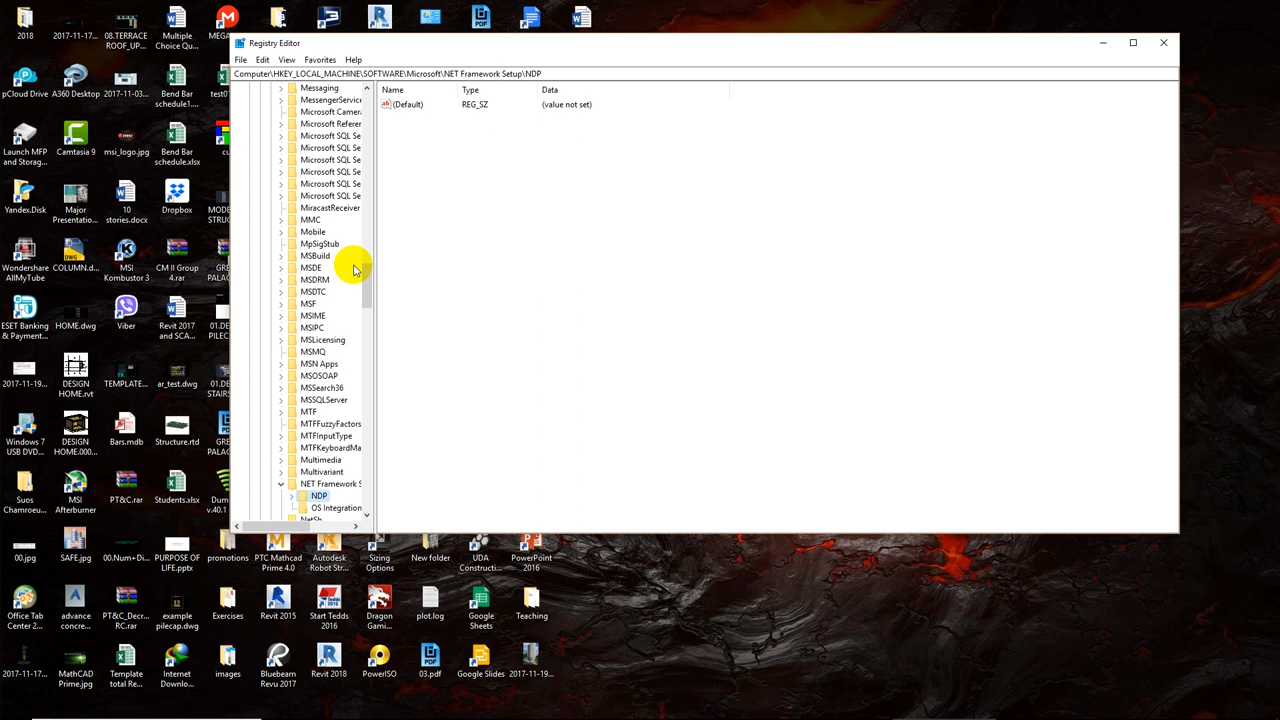 2018
2017-11-17...
08.TERRACE
ROOF_UP...
Multiple
Choice Qu...
MEGA
pCloud Drive
A360 Desktop
2017-11-03...
Bend Bar
schedule1...
Launch MFP
and Storag...
Camtasia 9
msi_logo.jpg
Bend Bar
schedule.xlsx
Yandex.Disk
Major
Presentatio...
10
stories.docx
Dropbox
Wondershare
AllMyTube
COLUMN.d...
MSI
Kombustor 3
CM II Group
4.rar
ESET Banking
& Payment...
HOME.dwg
Viber
Revit 2017
and SCA...
2017-11-19...
DESIGN
HOME.rvt
TEMPLATE...
ar_test.dwg
Windows 7
USB DVD...
DESIGN
HOME.000...
Bars.mdb
Structure.rtd
Suos
Chamroeu...
MSI
Afterburner
PT&C.rar
Students.xlsx
00.jpg
SAFE.jpg
00.Num+Di...
PURPOSE OF
LIFE.pptx
promotions
PTC Mathcad
Prime 4.0
Autodesk
Robot Str...
Sizing
Options
New folder
UDA
Constructi...
PowerPoint
2016
Office Tab
Center 2...
advance
concre...
PT&C_Decr...
RC.rar
example
pilecap.dwg
Exercises
Revit 2015
Start Tedds
2016
Dragon
Gami...
plot.log
Google
Sheets
Teaching
2017-11-17...
MathCAD
Prime.jpg
Template
total Re...
Internet
Downlo...
images
Bluebeam
Revu 2017
Revit 2018
PowerISO
03.pdf
Google Slides
2017-11-19...
Registry Editor
File Edit View Favorites Help
Computer\HKEY_LOCAL_MACHINE\SOFTWARE\Microsoft\NET Framework Setup\NDP
Name Type Data
(Default) REG_SZ (value not set)
Messaging
MessengerService
Microsoft Camera
Microsoft Referen
Microsoft SQL Se
Microsoft SQL Se
Microsoft SQL Se
Microsoft SQL Se
Microsoft SQL Se
Microsoft SQL Se
MiracastReceiver
MMC
Mobile
MpSigStub
MSBuild
MSDE
MSDRM
MSDTC
MSF
MSIME
MSIPC
MSLicensing
MSMQ
MSN Apps
MSOSOAP
MSSearch36
MSSQLServer
MTF
MTFFuzzyFactors
MTFInputType
MTFKeyboardMa
Multimedia
Multivariant
NET Framework S
NDP
OS Integration
NetSh